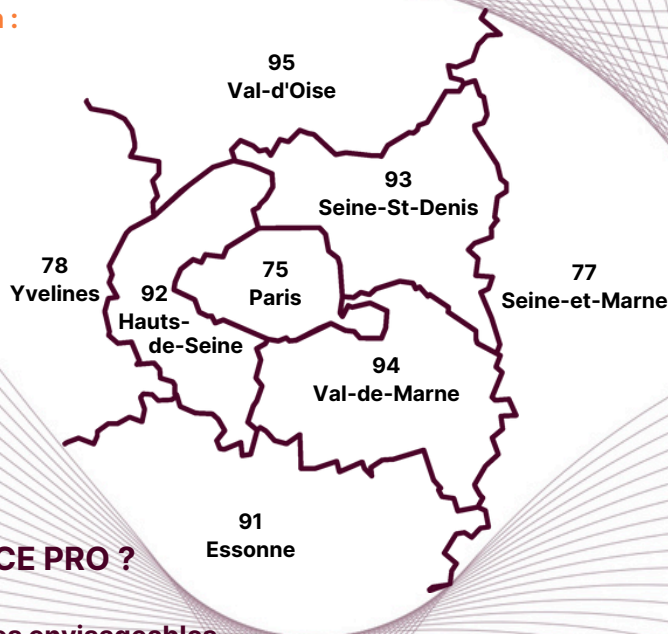 :
95
Val-d'Oise
93
Seine-St-Denis
78
Yvelines
92
Hauts-
de-Seine
75
Paris
77
Seine-et-Marne
94
Val-de-Marne
91
Essonne
CE PRO ?
envisageables